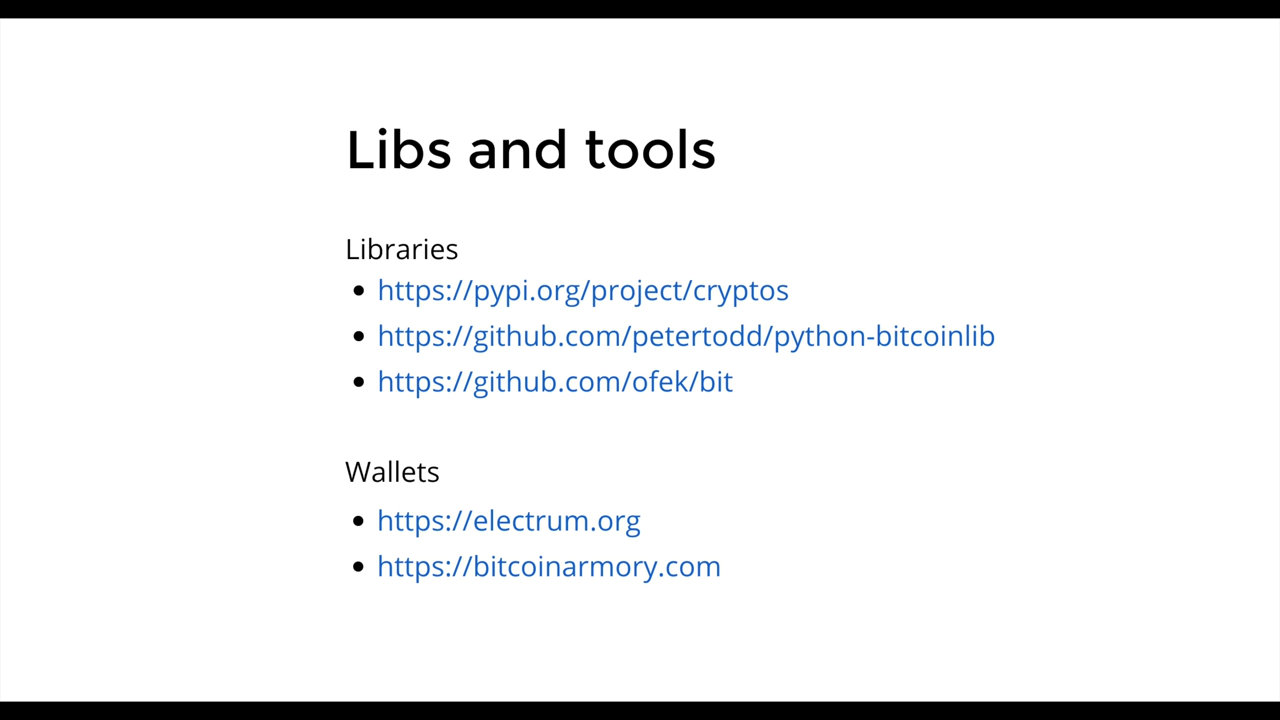 Libs and tools
Libraries
https://pypi.org/project/cryptos
https://github.com/petertodd/python-bitcoinlib
https://github.com/ofek/bit
Wallets
https://electrum.org
https://bitcoinarmory.com